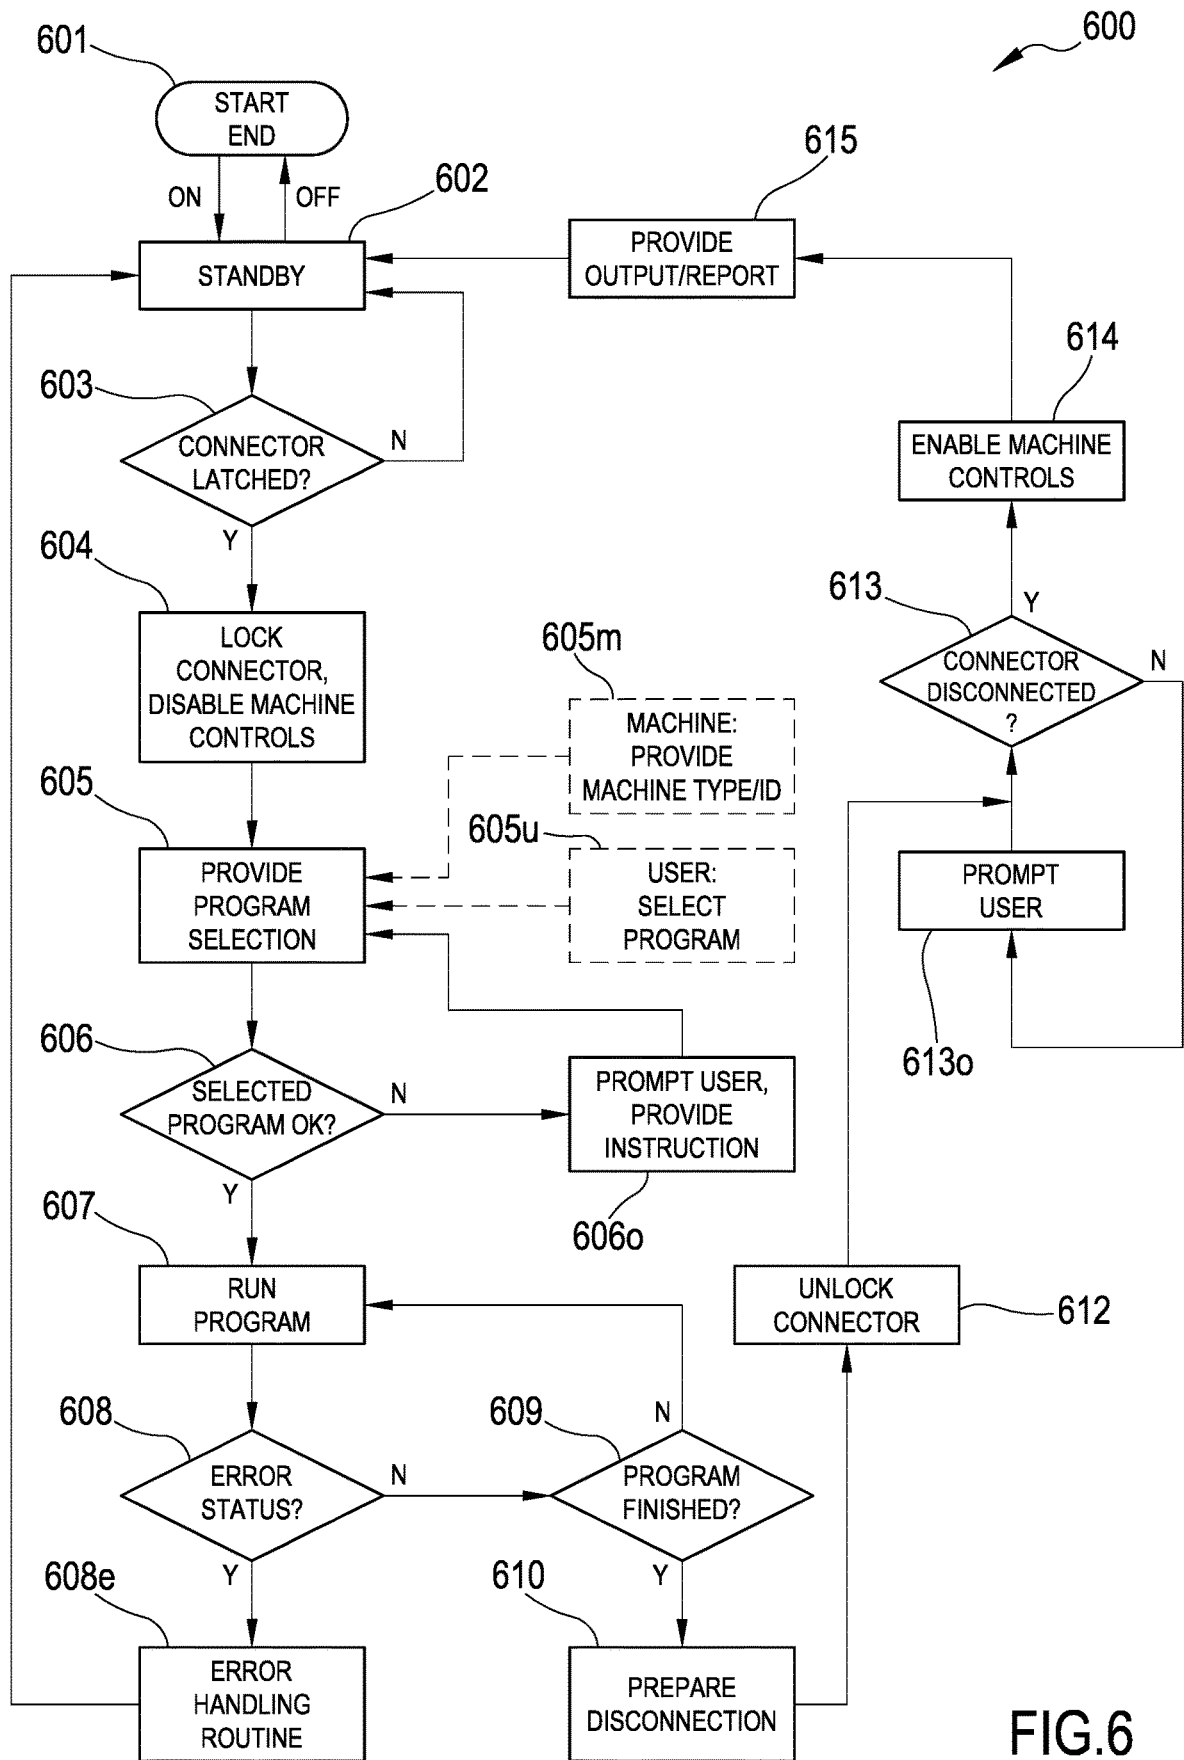 600
601
START
END
ON
OFF
602
STANDBY
615
PROVIDE
OUTPUT/REPORT
603
CONNECTOR
LATCHED?
N
Y
614
ENABLE MACHINE
CONTROLS
604
LOCK
CONNECTOR,
DISABLE MACHINE
CONTROLS
613
Y
CONNECTOR
DISCONNECTED
?
N
605m
MACHINE:
PROVIDE
MACHINE TYPE/ID
605
PROVIDE
PROGRAM
SELECTION
605u
USER:
SELECT
PROGRAM
PROMPT
USER
613o
606
SELECTED
PROGRAM OK?
N
Y
PROMPT USER,
PROVIDE
INSTRUCTION
606o
607
RUN
PROGRAM
UNLOCK
CONNECTOR
612
608
ERROR
STATUS?
N
Y
609
N
PROGRAM
FINISHED?
Y
608e
ERROR
HANDLING
ROUTINE
610
PREPARE
DISCONNECTION
FIG.6